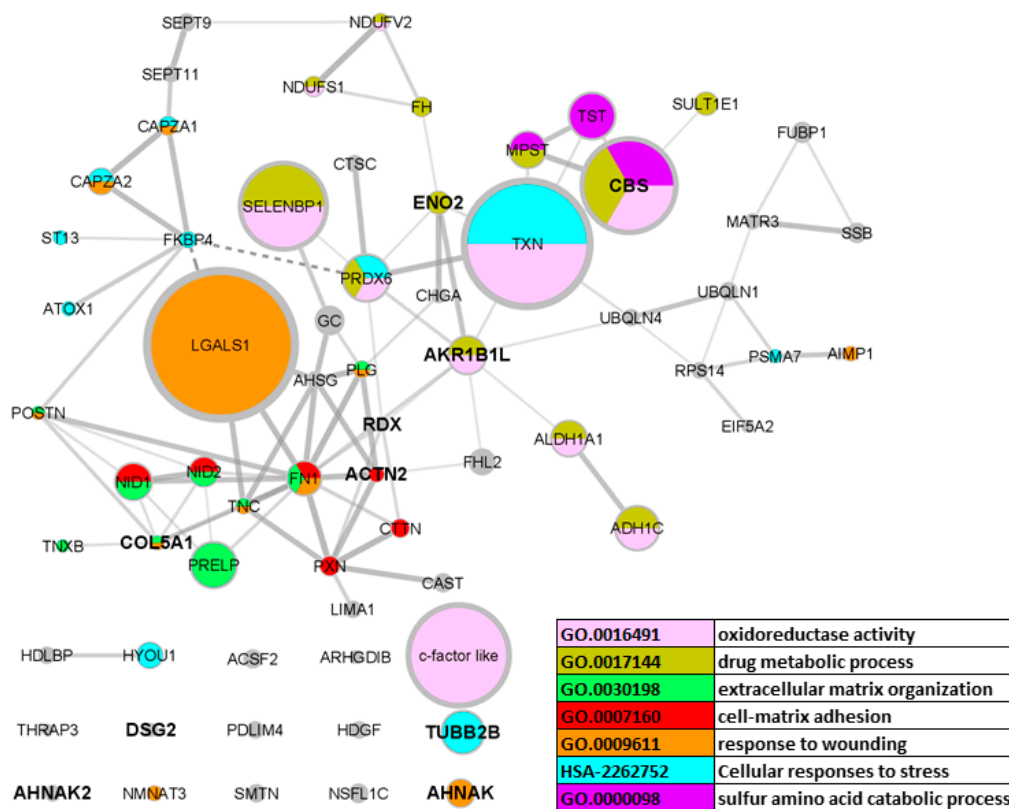 SEPT9
NDUFV2
SEPT11
NDUFS1
FH
SULT1E1
TST
CAPZA1
FUBP1
MPST
CTSC
CAPZA2
CBS
ENO2
SELENBP1
MATR3
SSB
ST13
FKBP4
TXN
PRDX6
UBQLN1
CHGA
ATOX1
GC
UBQLN4
LGALS1
AKR1B1L
PSMA7
AIMP1
RPS14
PLG
AHSG
POSTN
RDX
EIF5A2
ALDH1A1
FHL2
NID2
ACTN2
NID1
FN1
TNC
CTTN
ADH1C
COL5A1
TNXB
PRELP
PXN
CAST
LIMA1
HDLBP
HYOU1
ACSF2
ARHGDIB
c-factor like
THRAP3
DSG2
PDLIM4
HDGF
TUBB2B
AHNAK2
NMNAT3
SMTN
NSFL1C
AHNAK
GO.0016491 oxidoreductase activity
GO.0017144 drug metabolic process
GO.0030198 extracellular matrix organization
GO.0007160 cell-matrix adhesion
GO.0009611 response to wounding
HSA-2262752 Cellular responses to stress
GO.0000098 sulfur amino acid catabolic process